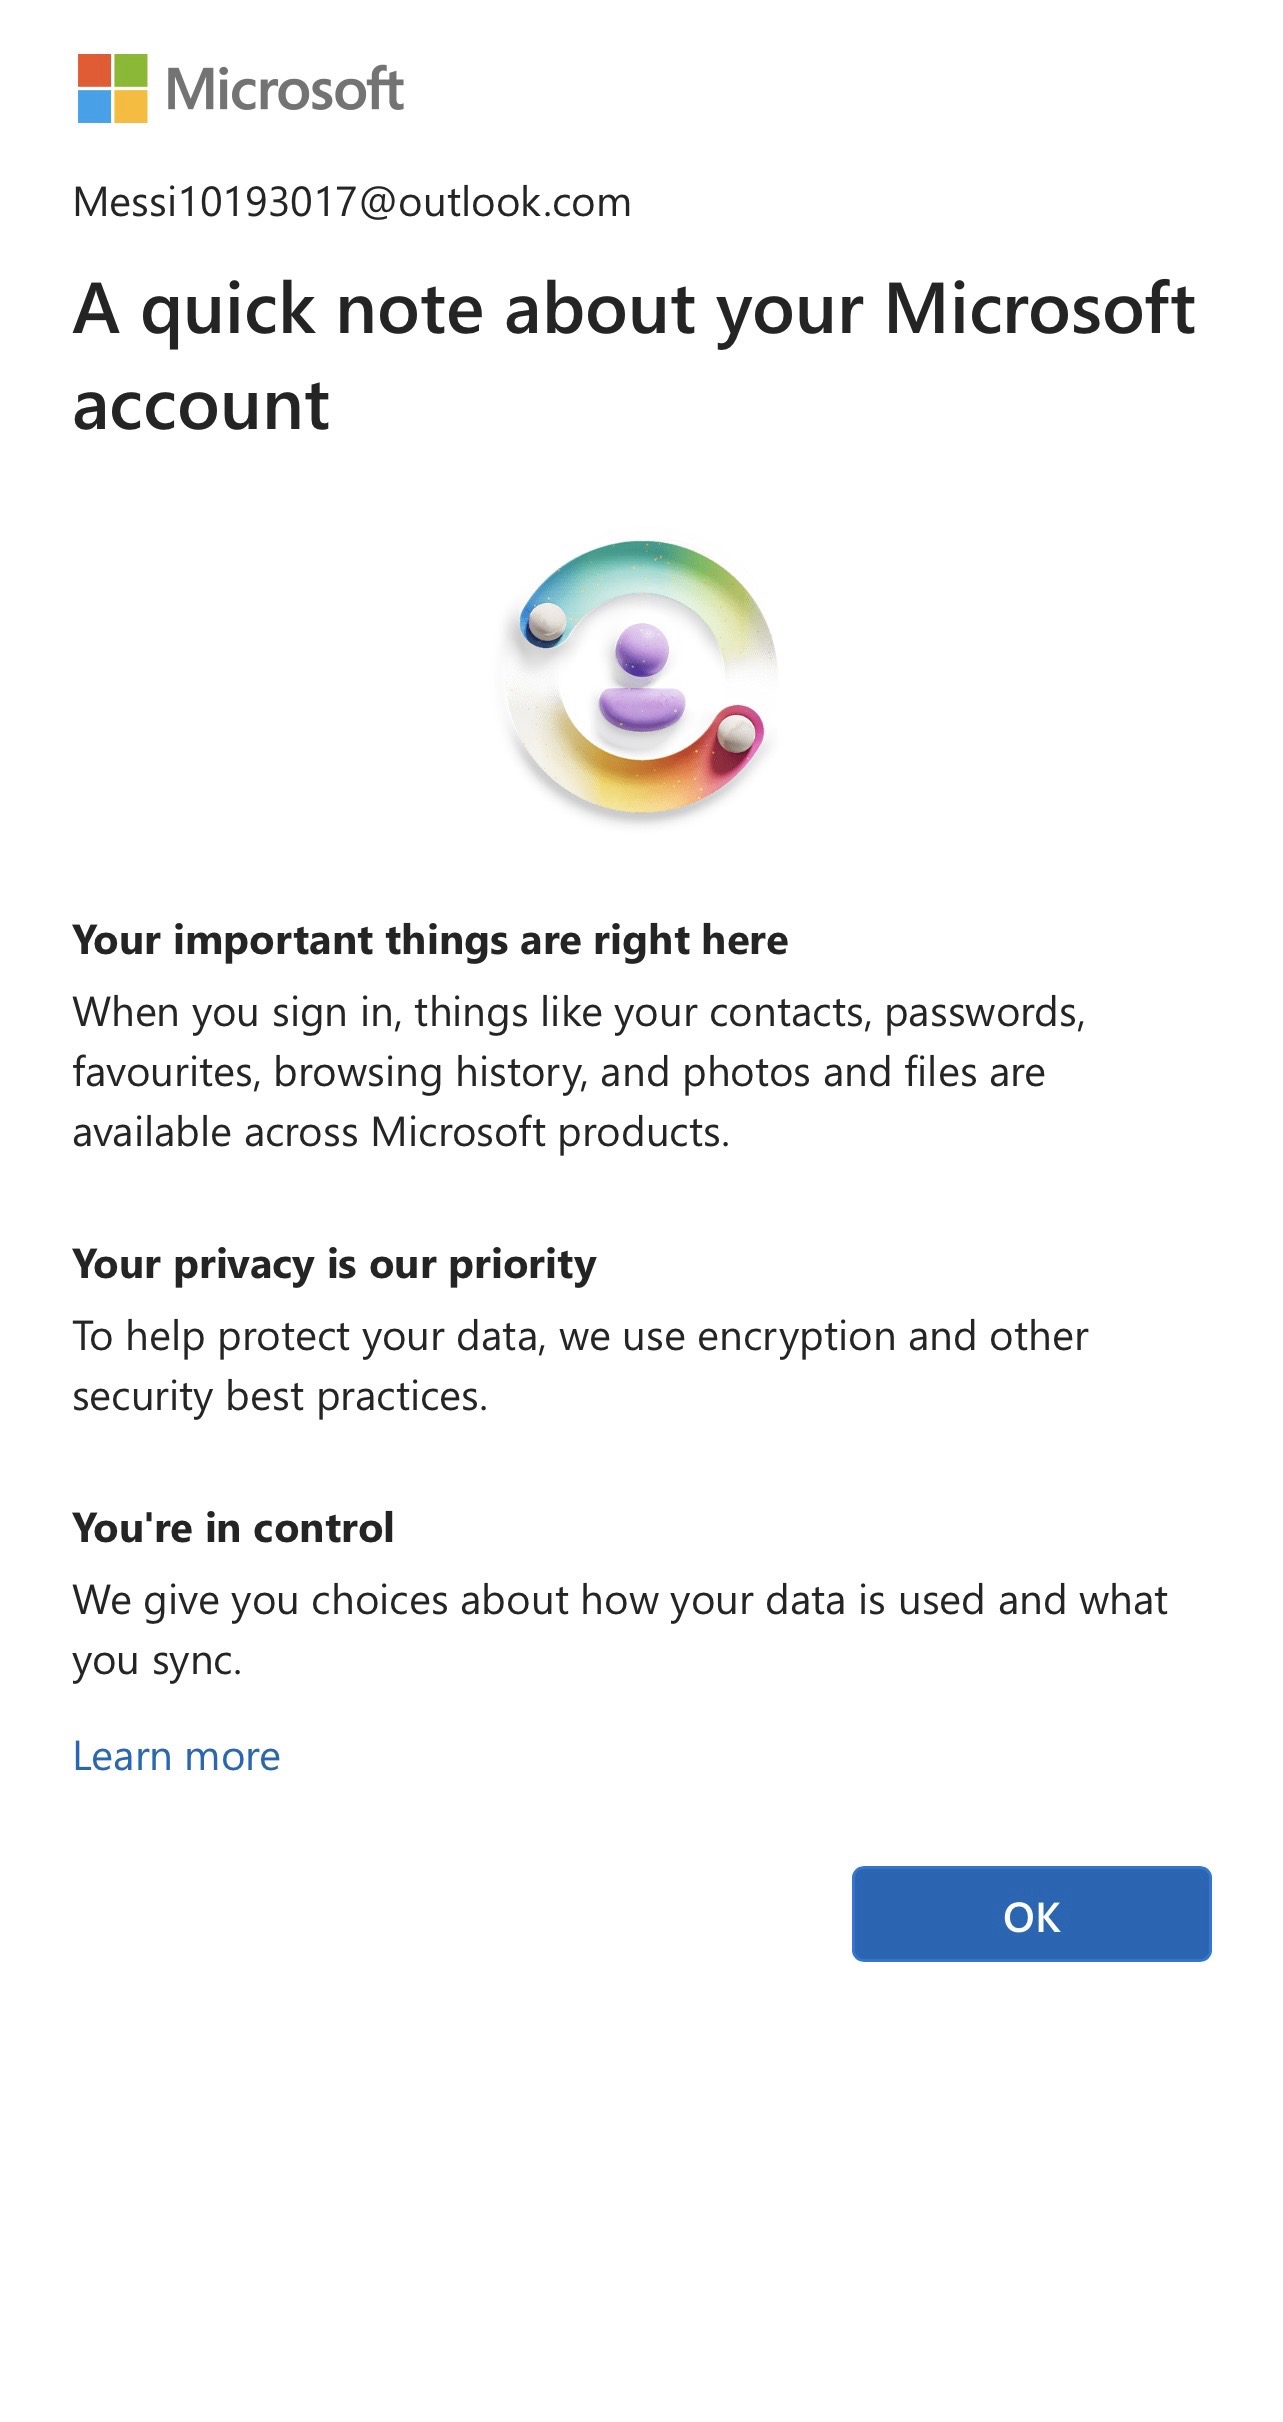 Microsoft
Messi10193017@outlook.com
A quick note about your Microsoft
account
Your important things are right here
When you sign in, things like your contacts, passwords,
favourites, browsing history, and photos and files are
available across Microsoft products.
Your privacy is our priority
To help protect your data, we use encryption and other
security best practices.
You're in control
We give you choices about how your data is used and what
you sync.
Learn more
OK